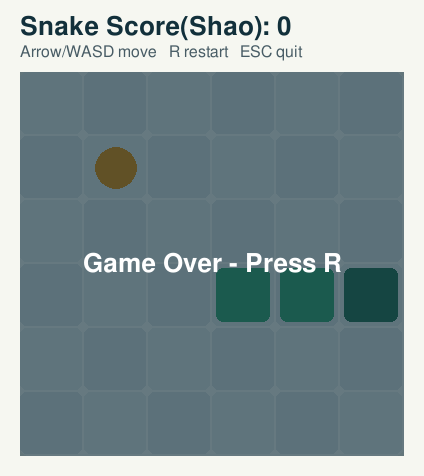 Snake Score(Shao): 0
Arrow/WASD move R restart ESC quit
Game Over - Press R